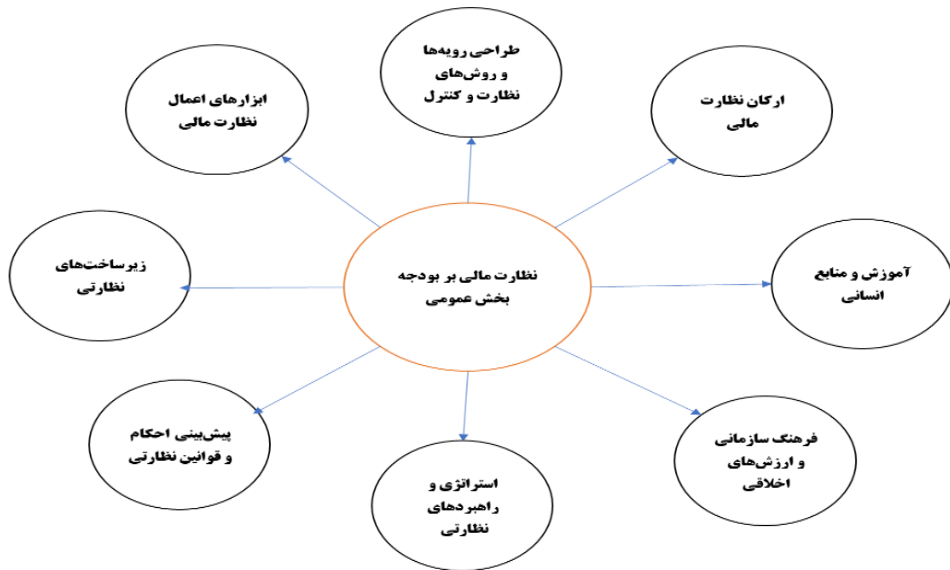 طراحی رویه‌ها
و روش‌های
نظارت و کنترل
ارکان نظارت
مالی
ابزارهای اعمال
نظارت مالی
آموزش و منابع
انسانی
نظارت مالی بر بودجه
بخش عمومی
زیرساخت‌های
نظارتی
فرهنگ سازمانی
و ارزش‌های
اخلاقی
پیش‌بینی احکام
و قوانین نظارتی
استراتژی و
راهبردهای
نظارتی